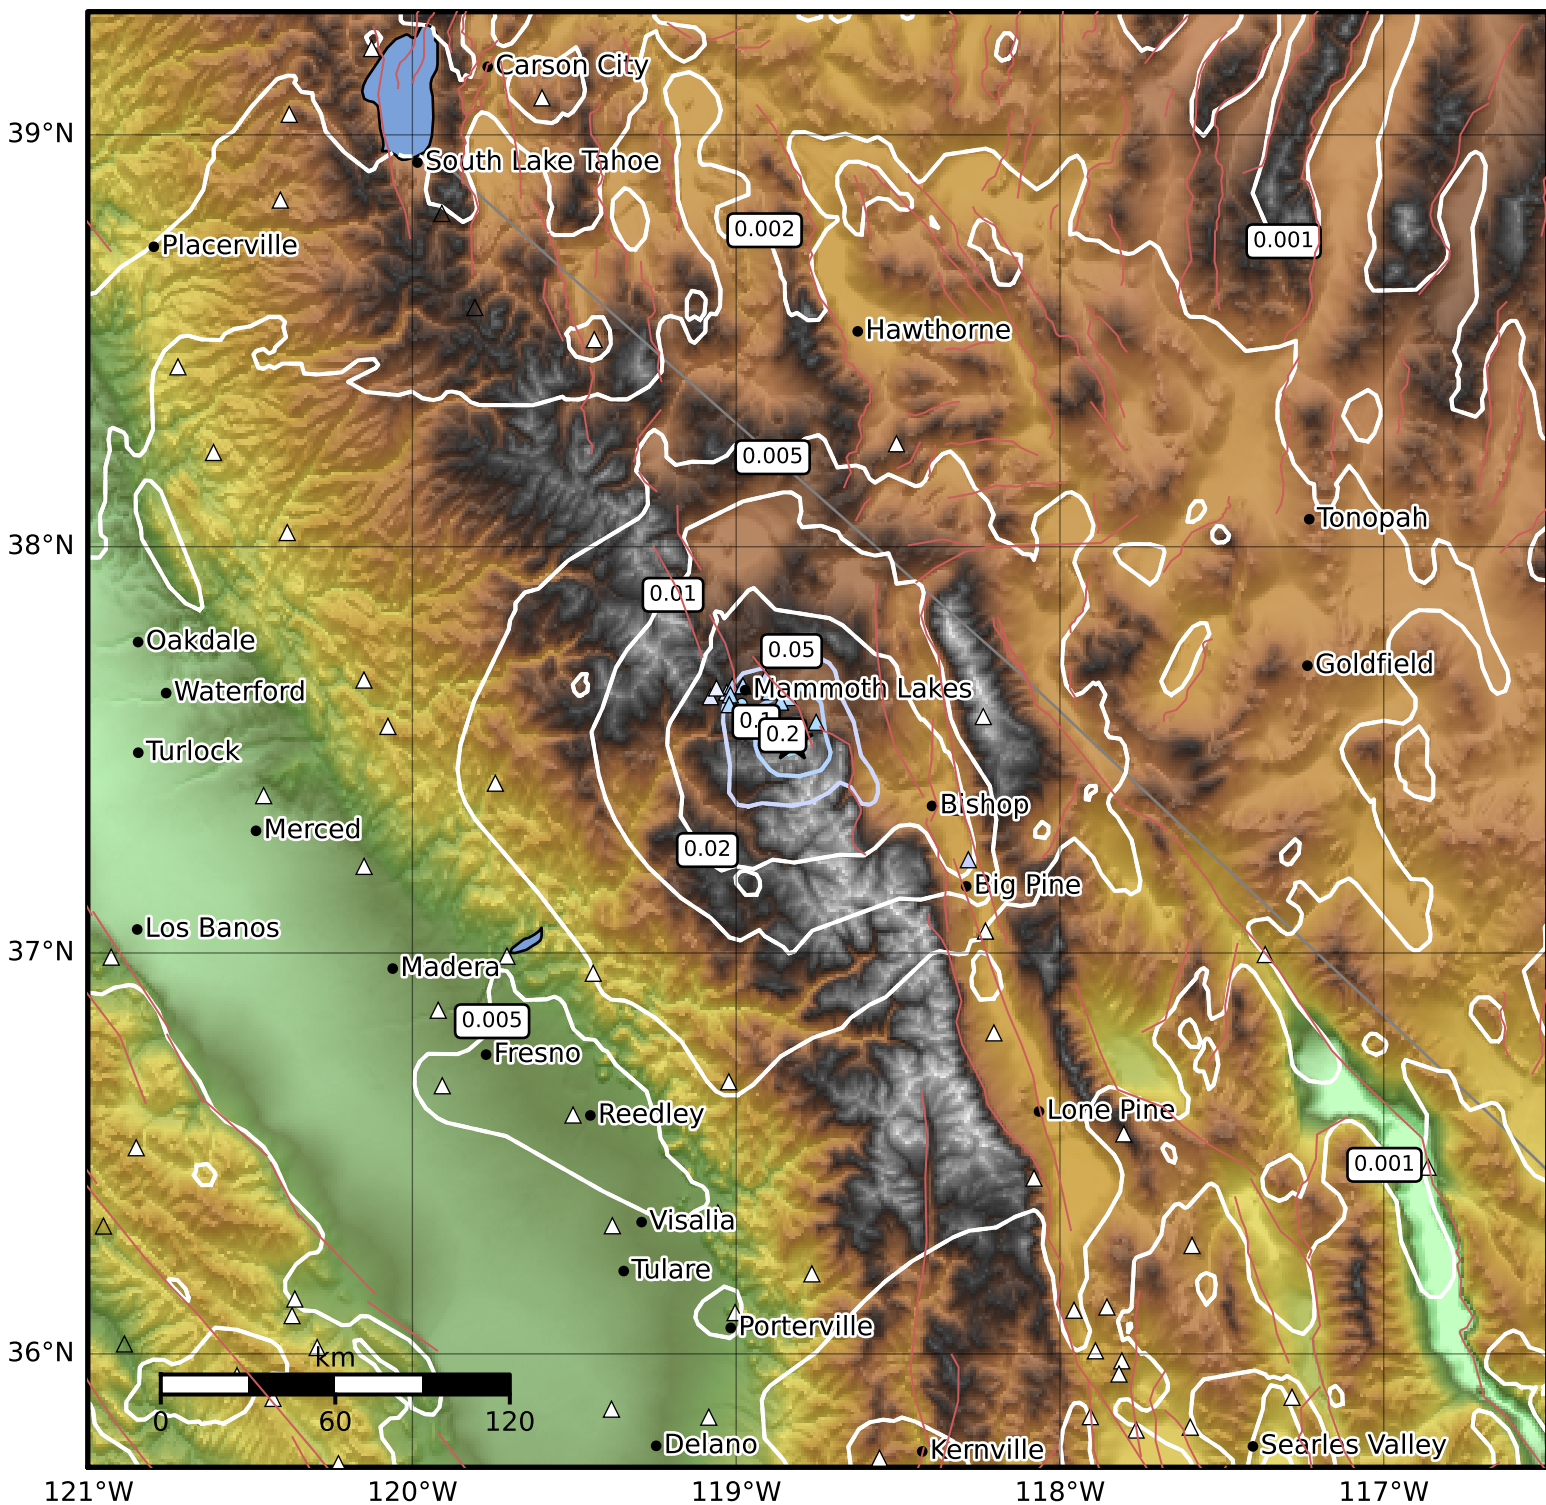 Carson City
39°N
South Lake Tahoe
0.002
0.001
Placerville
Hawthorne
0.005
Tonopah
38°N
0.01
Oakdale
0.05
Goldfield
Waterford
Mammoth Lakes
0.1
0.2
Turlock
Bishop
Merced
0.02
Big Pine
Los Banos
37°N
Madera
0.005
Fresno
Reedley
Lone Pine
0.001
Visalia
Tulare
Porterville
36°N
km
0 60 120
Delano
Kernville
Searles Valley
121°W 120°W 119°W 118°W 117°W